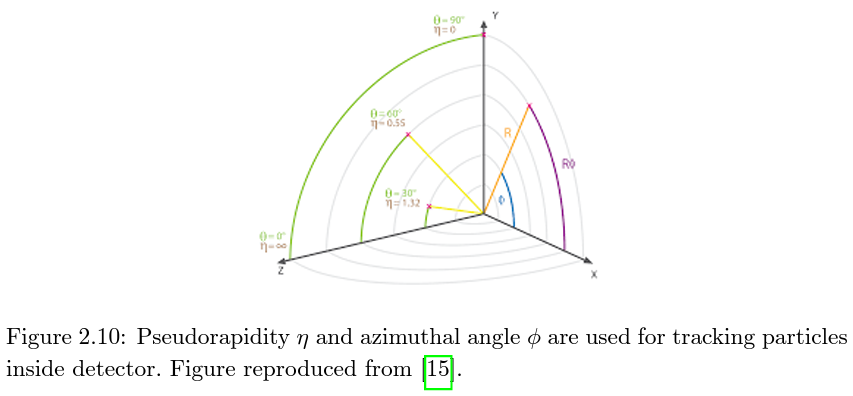 Y
θ=90°
η=0
θ=60°
η=0.55
R
Rϕ
θ=30°
η=1.32
ϕ
θ=0°
η=∞
Z
X
Figure 2.10: Pseudorapidity η and azimuthal angle ϕ are used for tracking particles
inside detector. Figure reproduced from [15].